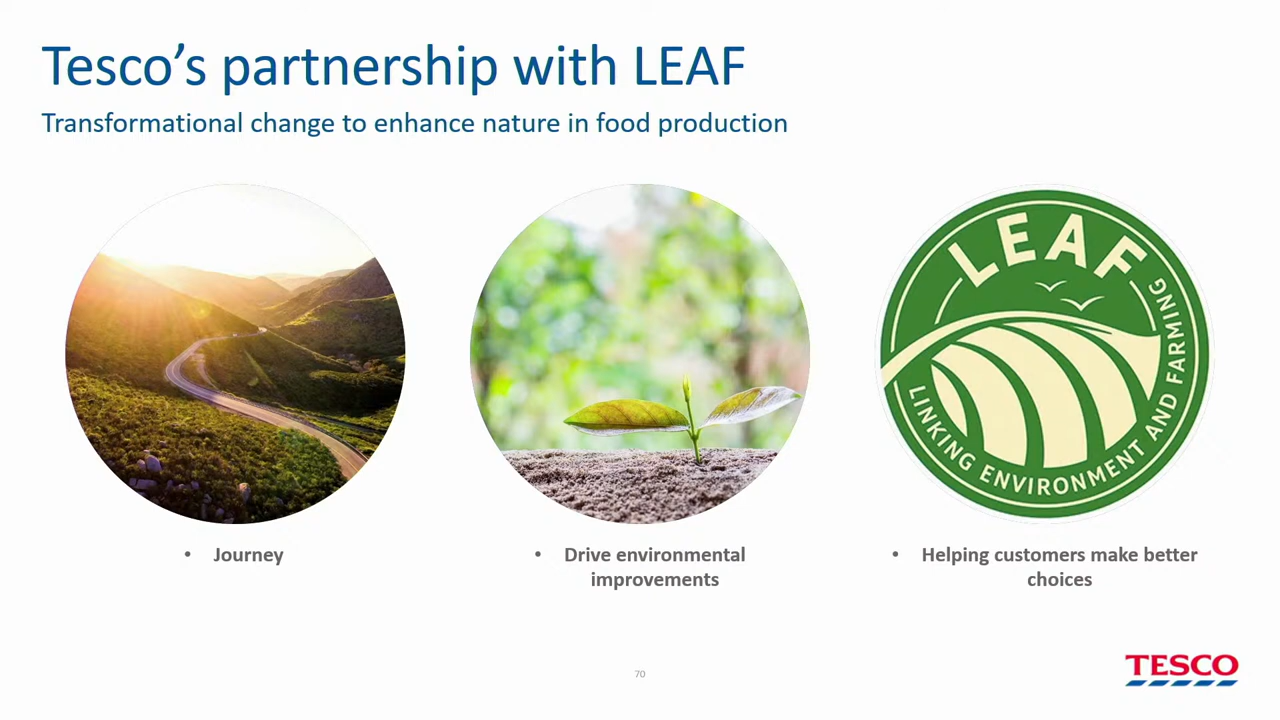 Tesco’s partnership with LEAF
Transformational change to enhance nature in food production
LEAF
LINKING ENVIRONMENT AND FARMING
• Journey
• Drive environmental
improvements
• Helping customers make better
choices
70
TESCO